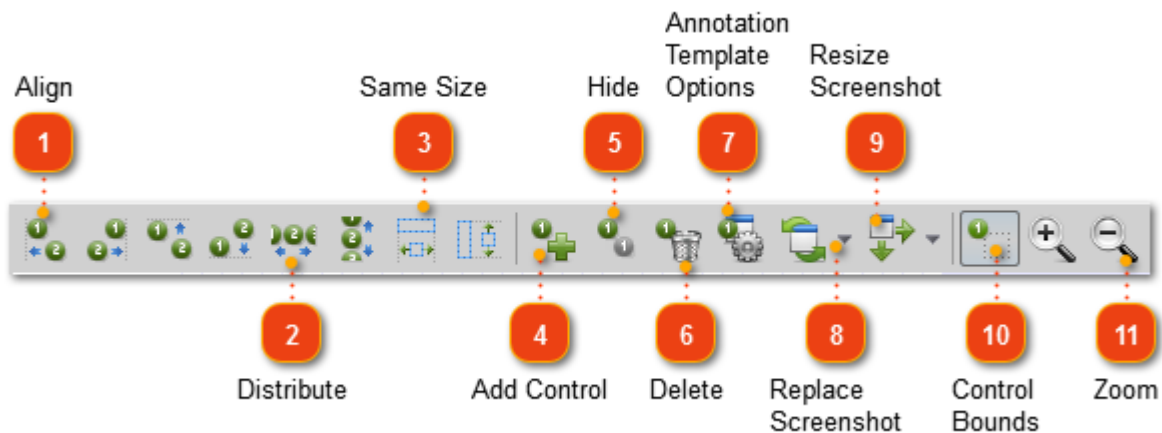 Align
Same Size
Hide
Annotation
Template
Options
Resize
Screenshot
1
3
5
7
9
2
4
6
8
10
11
Distribute
Add Control
Delete
Replace
Screenshot
Control
Bounds
Zoom